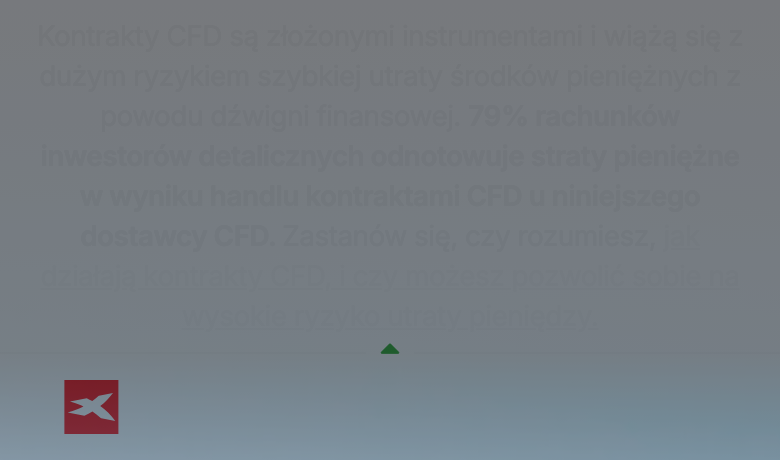 Kontrakty CFD są złożonymi instrumentami i wiążą się z
dużym ryzykiem szybkiej utraty środków pieniężnych z
powodu dźwigni finansowej. 79% rachunków
inwestorów detalicznych odnotowuje straty pieniężne
w wyniku handlu kontraktami CFD u niniejszego
dostawcy CFD. Zastanów się, czy rozumiesz, jak
działają kontrakty CFD, i czy możesz pozwolić sobie na
wysokie ryzyko utraty pieniędzy.